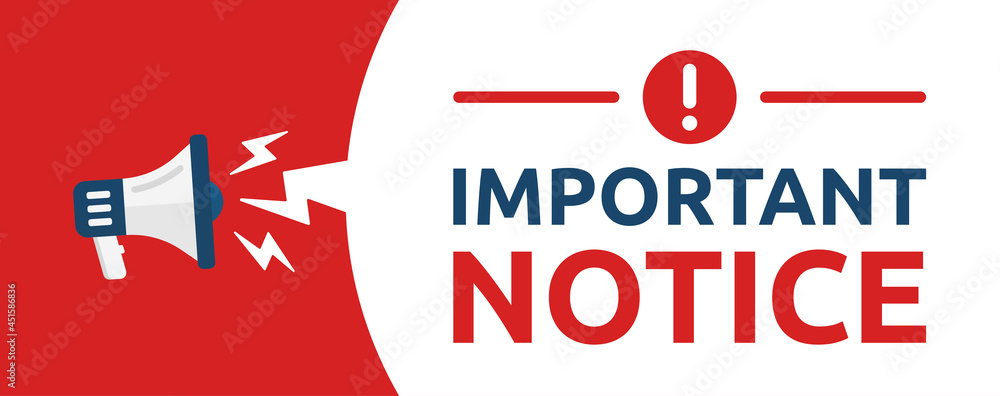 !
IMPORTANT
NOTICE
Adobe Stock | #451586836